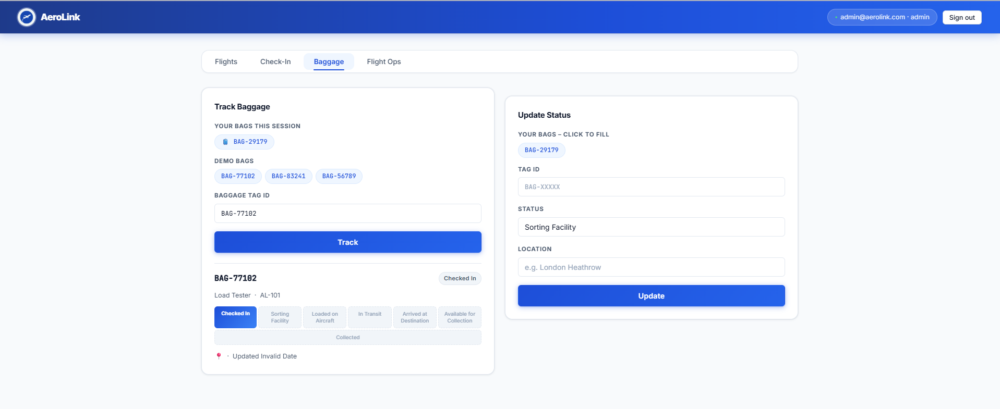 AeroLink
admin@aerolink.com · admin
Sign out
Flights
Check-In
Baggage
Flight Ops
Track Baggage
YOUR BAGS THIS SESSION
BAG-29179
DEMO BAGS
BAG-77102
BAG-83241
BAG-56789
BAGGAGE TAG ID
BAG-77102
Track
BAG-77102
Checked In
Load Tester · AL-101
Checked In
Sorting
Facility
Loaded on
Aircraft
In Transit
Arrived at
Destination
Available for
Collection
Collected
· Updated Invalid Date
Update Status
YOUR BAGS – CLICK TO FILL
BAG-29179
TAG ID
BAG-XXXXX
STATUS
Sorting Facility
LOCATION
e.g. London Heathrow
Update